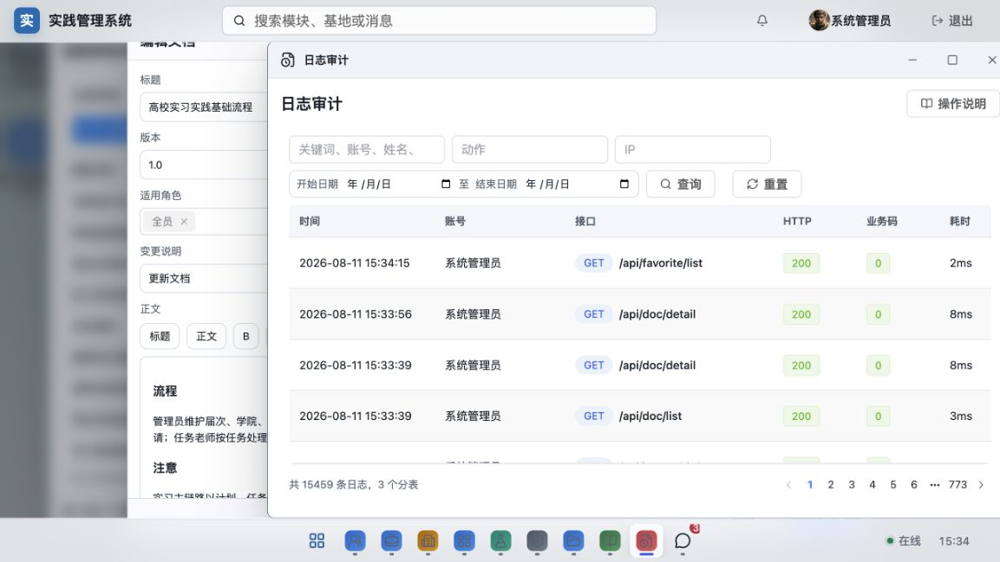 实 实践管理系统
搜索模块、基地或消息
系统管理员
退出
编辑文档
标题
高校实习实践基础流程
版本
1.0
适用角色
全员 ×
变更说明
更新文档
正文
标题 正文 B
流程
管理员维护届次、学院、
请；任务老师按任务处理
注意
日志审计
日志审计
操作说明
关键词、账号、姓名、 动作 IP
开始日期 年/月/日 至 结束日期 年/月/日 查询 重置
时间 账号 接口 HTTP 业务码 耗时
2026-08-11 15:34:15 系统管理员 GET /api/favorite/list 200 0 2ms
2026-08-11 15:33:56 系统管理员 GET /api/doc/detail 200 0 8ms
2026-08-11 15:33:39 系统管理员 GET /api/doc/detail 200 0 8ms
2026-08-11 15:33:39 系统管理员 GET /api/doc/list 200 0 3ms
共 15459 条日志，3 个分表
1 2 3 4 5 6 ••• 773
3
在线 15:34